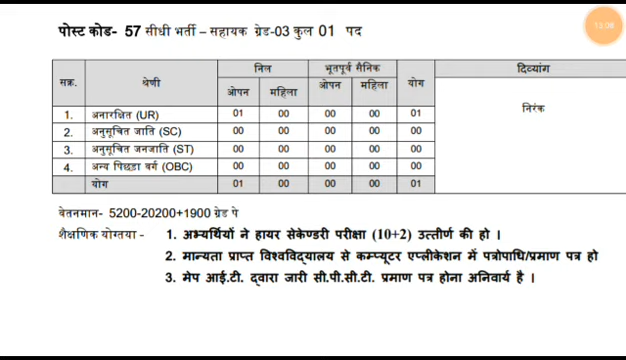 पोस्ट कोड- 57 सीधी भर्ती – सहायक ग्रेड-03 कुल 01 पद
13:08
सक्र. श्रेणी निल भूतपूर्व सैनिक योग दिव्यांग
ओपन महिला ओपन महिला
निरंक
1. अनारक्षित (UR) 01 00 00 00 01
2. अनुसूचित जाति (SC) 00 00 00 00 00
3. अनुसूचित जनजाति (ST) 00 00 00 00 00
4. अन्य पिछड़ा वर्ग (OBC) 00 00 00 00 00
योग 01 00 00 00 01
वेतनमान- 5200-20200+1900 ग्रेड पे
शैक्षणिक योग्तया - 1. अभ्यर्थियों ने हायर सेकेण्डरी परीक्षा (10+2) उत्तीर्ण की हो ।
2. मान्यता प्राप्त विश्वविद्यालय से कम्प्यूटर एप्लीकेशन में पत्रोपाधि/प्रमाण पत्र हो
3. मेप आई.टी. द्वारा जारी सी.पी.सी.टी. प्रमाण पत्र होना अनिवार्य है ।